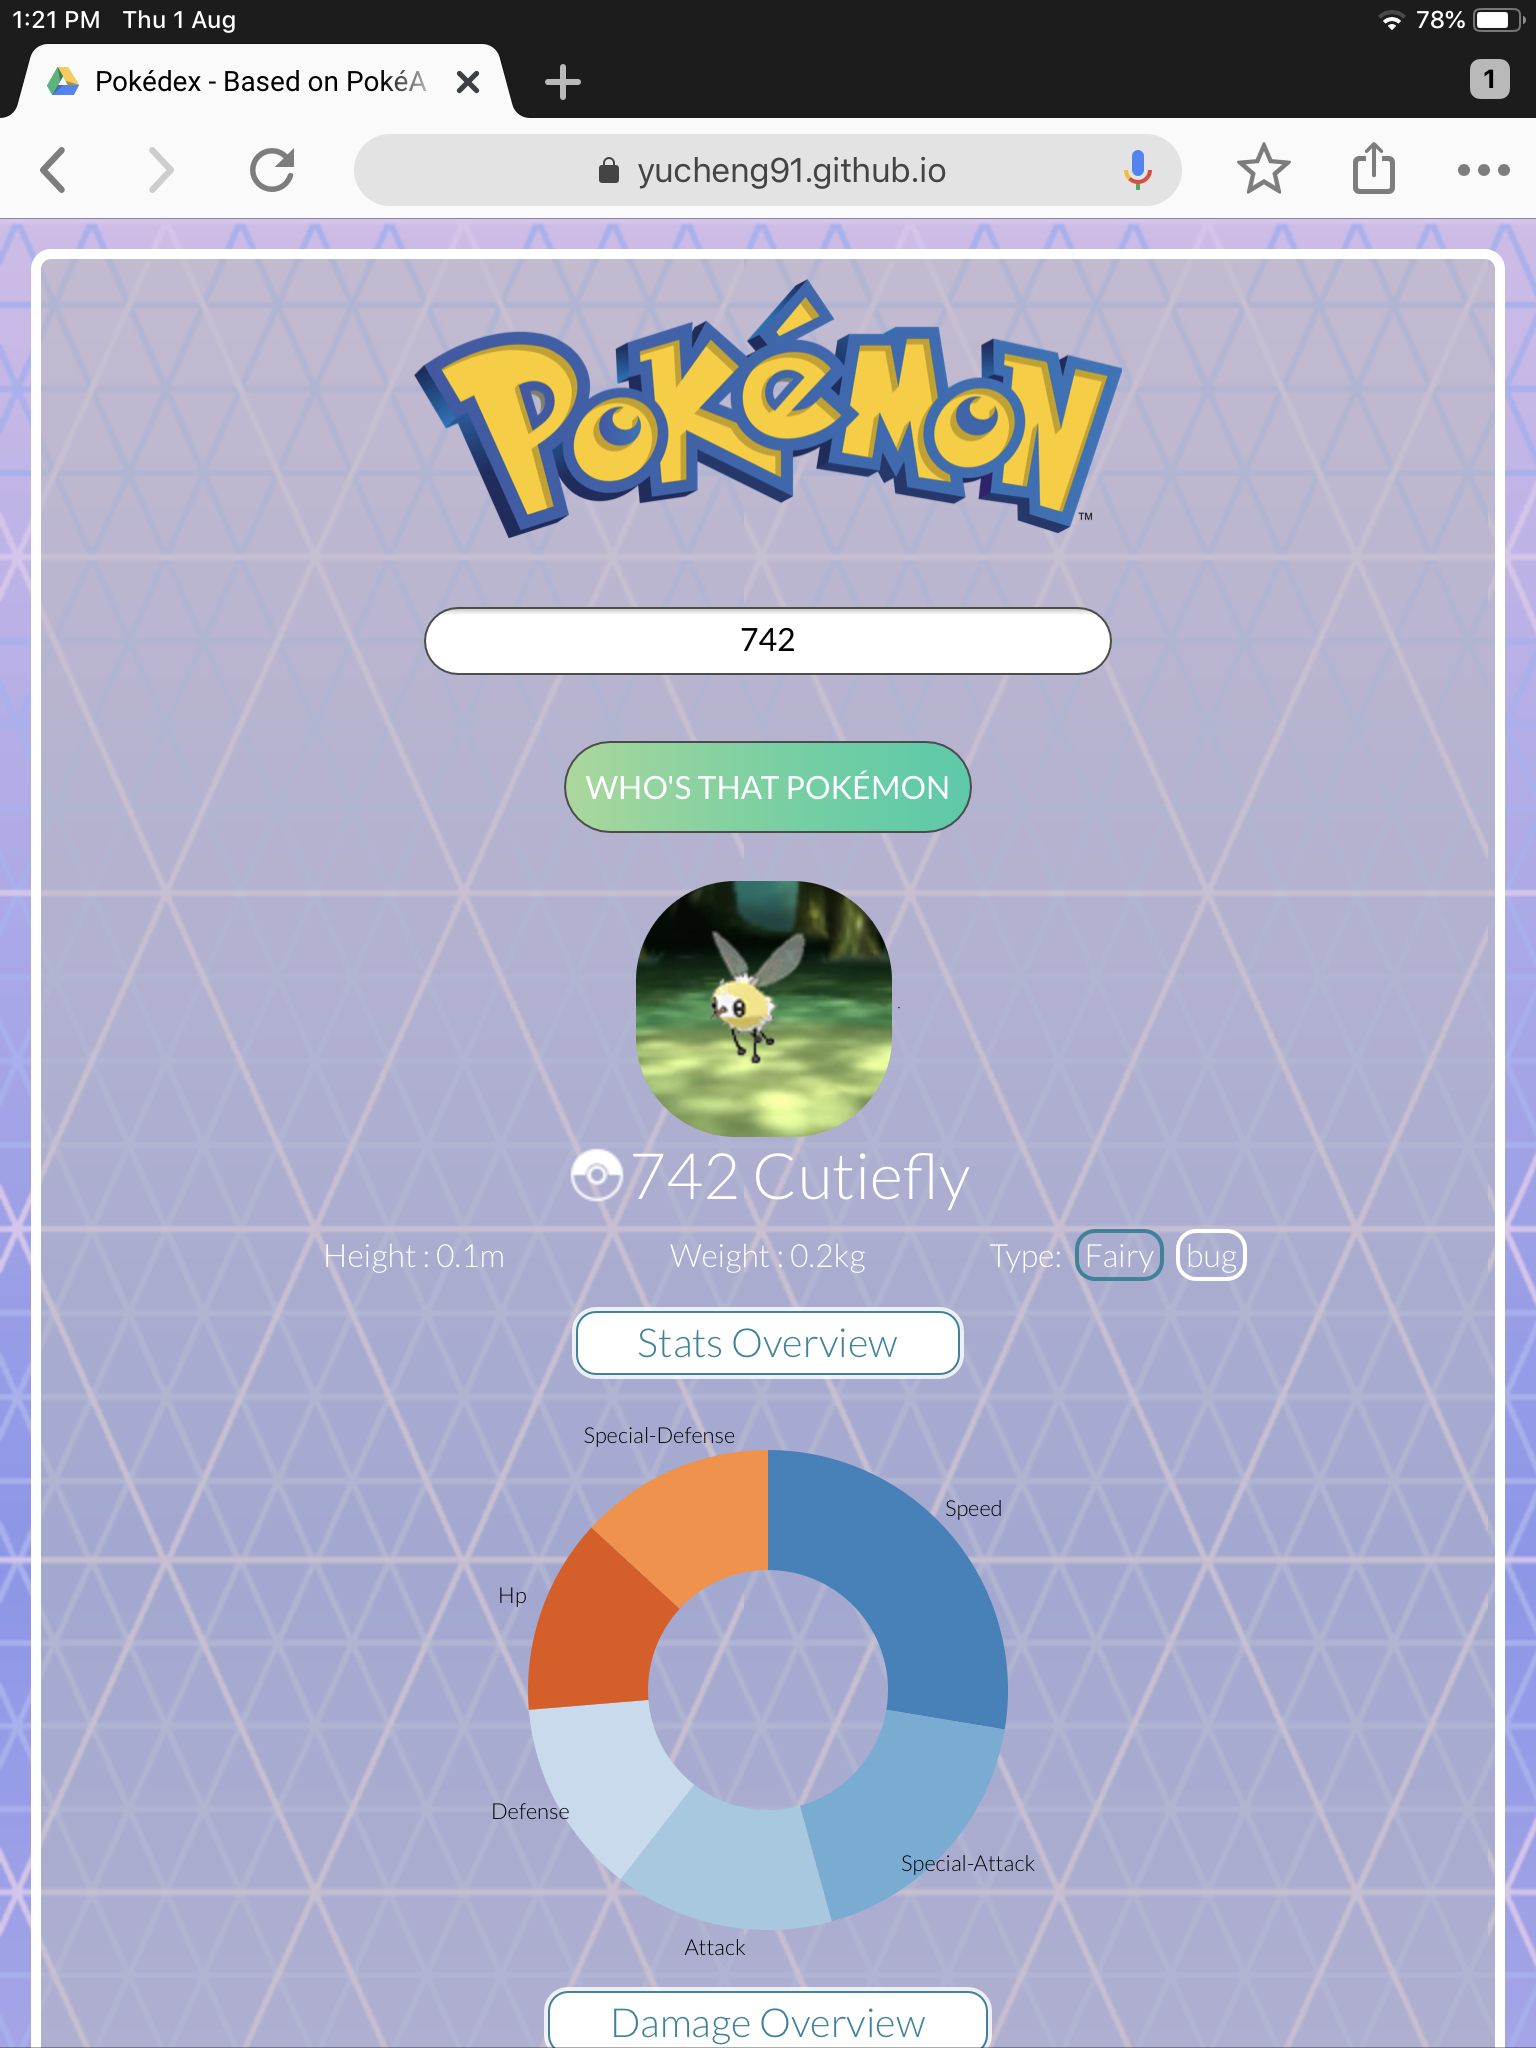 1:21 PM Thu 1 Aug 78%
Pokédex - Based on PokéA 1
yucheng91.github.io
POKéMON
TM
742
WHO'S THAT POKÉMON
742 Cutiefly
Height : 0.1m Weight : 0.2kg Type: Fairy bug
Stats Overview
Special-Defense
Speed
Hp
Defense
Special-Attack
Attack
Damage Overview